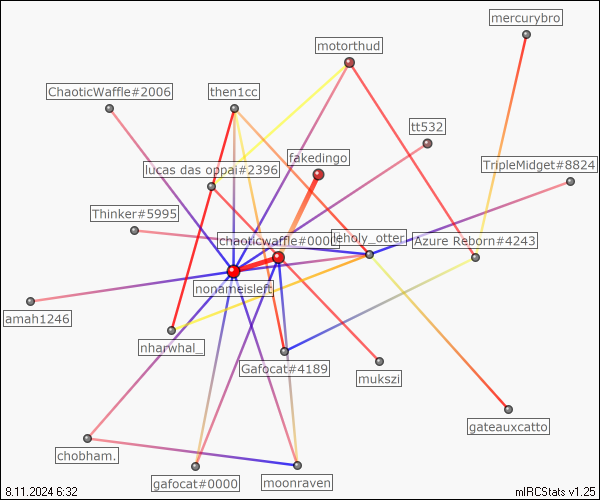 mercurybro
motorthud
ChaoticWaffle#2006
then1cc
tt532
fakedingo
lucas das oppai#2396
TripleMidget#8824
Thinker#5995
chaoticwaffle#0000
leholy_otter
Azure Reborn#4243
nonameisleft
amah1246
nharwhal_
Gafocat#4189
mukszi
gateauxcatto
chobham.
gafocat#0000
moonraven
8.11.2024 6:32
mIRCStats v1.25